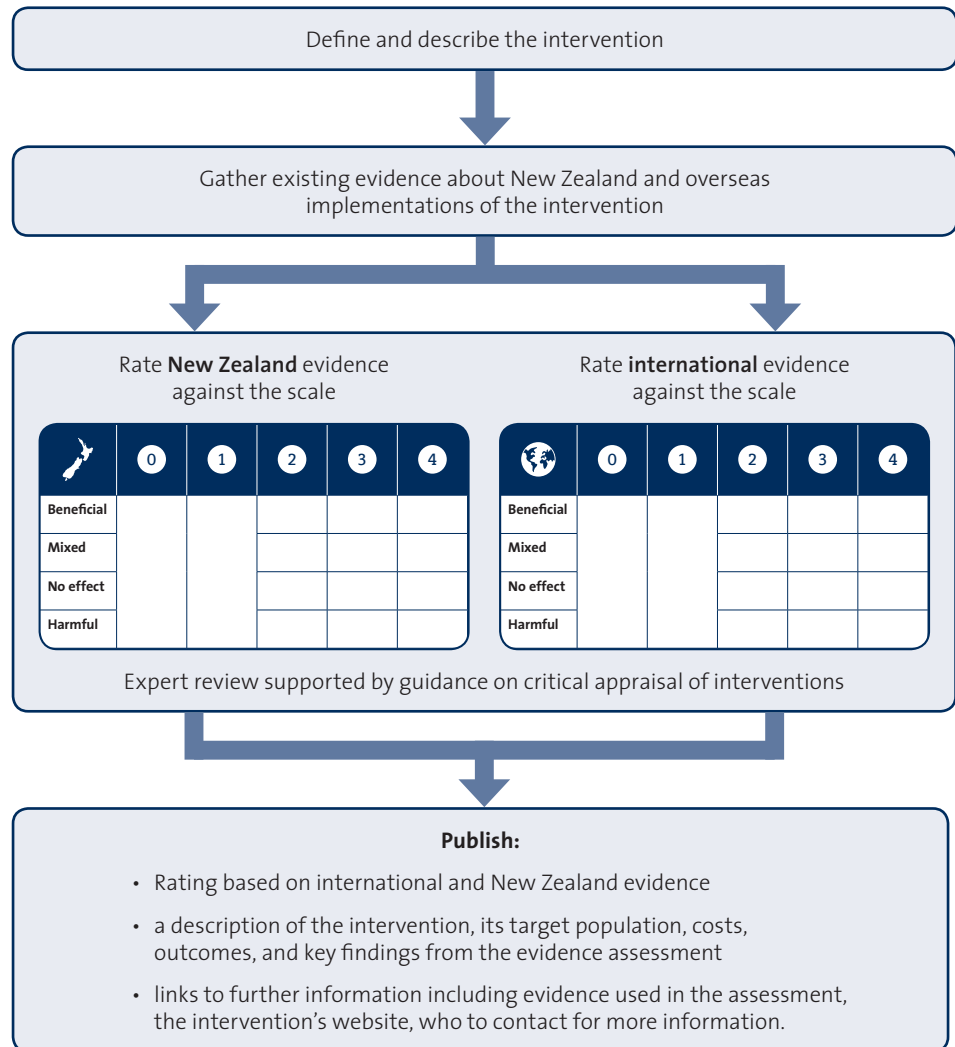 Define and describe the intervention
Gather existing evidence about New Zealand and overseas
implementations of the intervention
Rate New Zealand evidence
against the scale
0 1 2 3 4
Beneficial
Mixed
No effect
Harmful
Rate international evidence
against the scale
0 1 2 3 4
Beneficial
Mixed
No effect
Harmful
Expert review supported by guidance on critical appraisal of interventions
Publish:
• Rating based on international and New Zealand evidence
• a description of the intervention, its target population, costs,
outcomes, and key findings from the evidence assessment
• links to further information including evidence used in the assessment,
the intervention’s website, who to contact for more information.